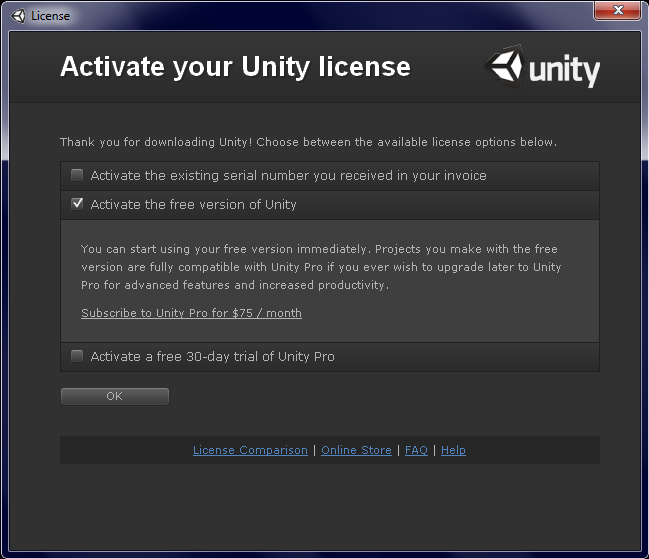 License
Activate your Unity license
unity
Thank you for downloading Unity! Choose between the available license options below.
Activate the existing serial number you received in your invoice
Activate the free version of Unity
You can start using your free version immediately. Projects you make with the free
version are fully compatible with Unity Pro if you ever wish to upgrade later to Unity
Pro for advanced features and increased productivity.
Subscribe to Unity Pro for $75 / month
Activate a free 30-day trial of Unity Pro
OK
License Comparison | Online Store | FAQ | Help